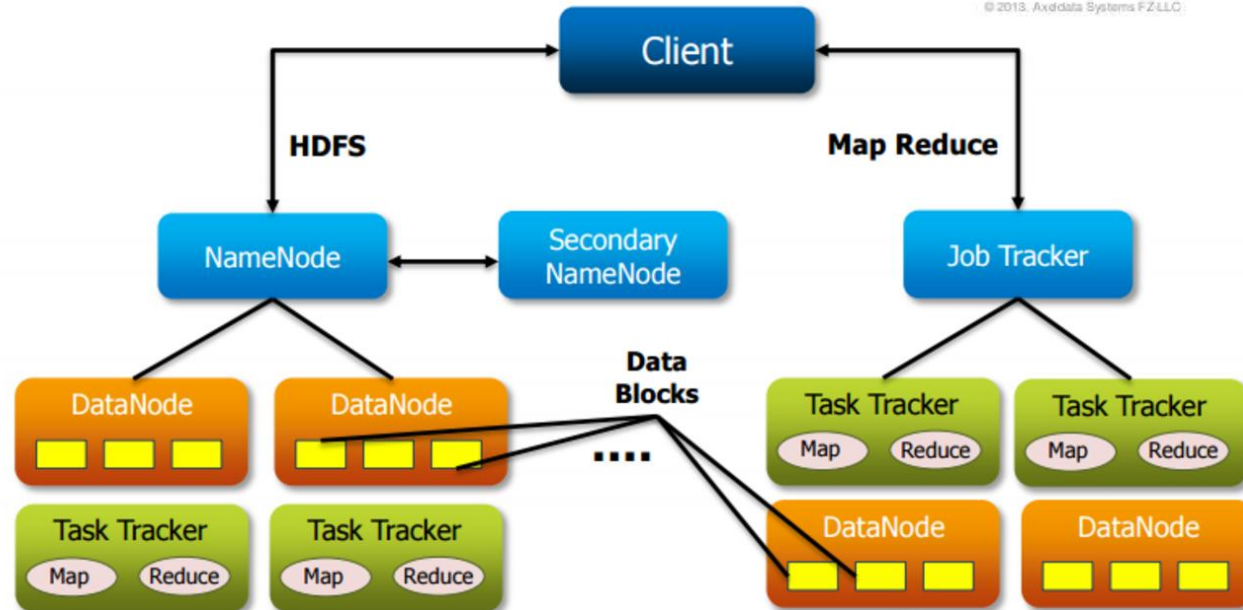 © 2013, Axeldata Systems FZ-LLC
Client
HDFS
Map Reduce
NameNode
Secondary
NameNode
Job Tracker
Data
Blocks
DataNode
DataNode
....
Task Tracker
Map
Reduce
Task Tracker
Map
Reduce
Task Tracker
Map
Reduce
Task Tracker
Map
Reduce
DataNode
DataNode